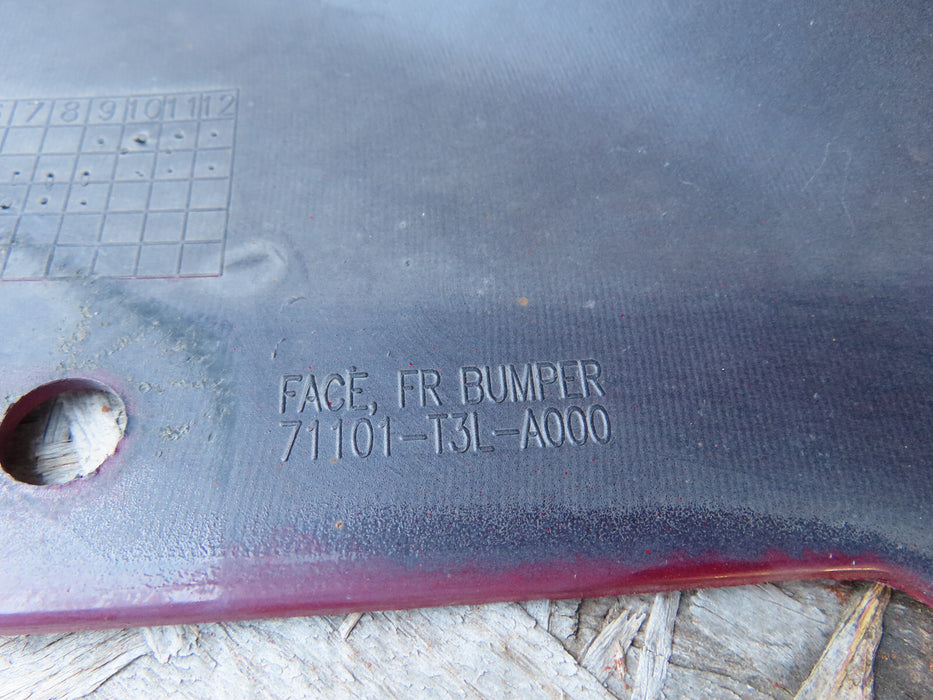 7 8 9 10 11 12
FACE, FR BUMPER
71101-T3L-A000